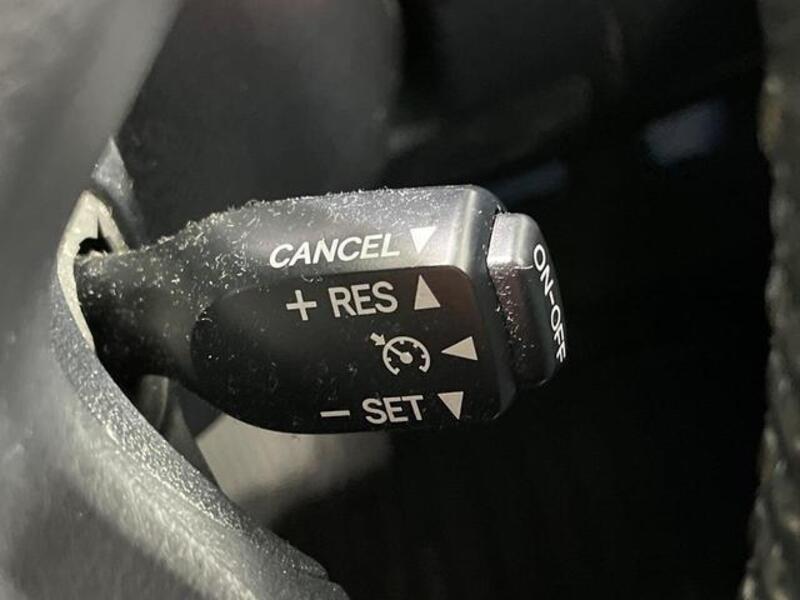 CANCEL ▼
+ RES ▲
◀
− SET ▼
ON-OFF